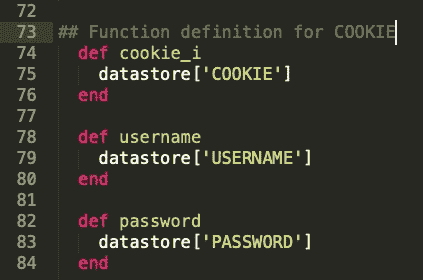 72
73 ## Function definition for COOKIE
74 def cookie_i
75 datastore['COOKIE']
76 end
77
78 def username
79 datastore['USERNAME']
80 end
81
82 def password
83 datastore['PASSWORD']
84 end